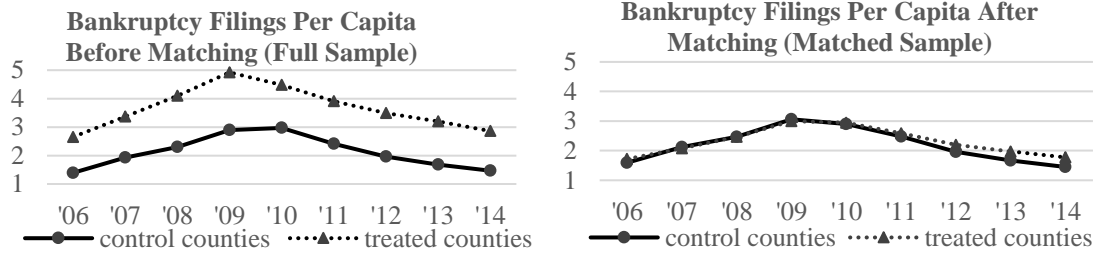 Bankruptcy Filings Per Capita
Before Matching (Full Sample)
5
4
3
2
1
'06 '07 '08 '09 '10 '11 '12 '13 '14
control counties treated counties
Bankruptcy Filings Per Capita After
Matching (Matched Sample)
5
4
3
2
1
'06 '07 '08 '09 '10 '11 '12 '13 '14
control counties treated counties